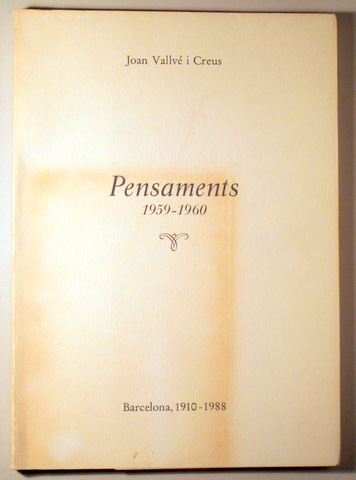 Joan Vallvé i Creus
Pensaments
1959-1960
Barcelona, 1910-1988